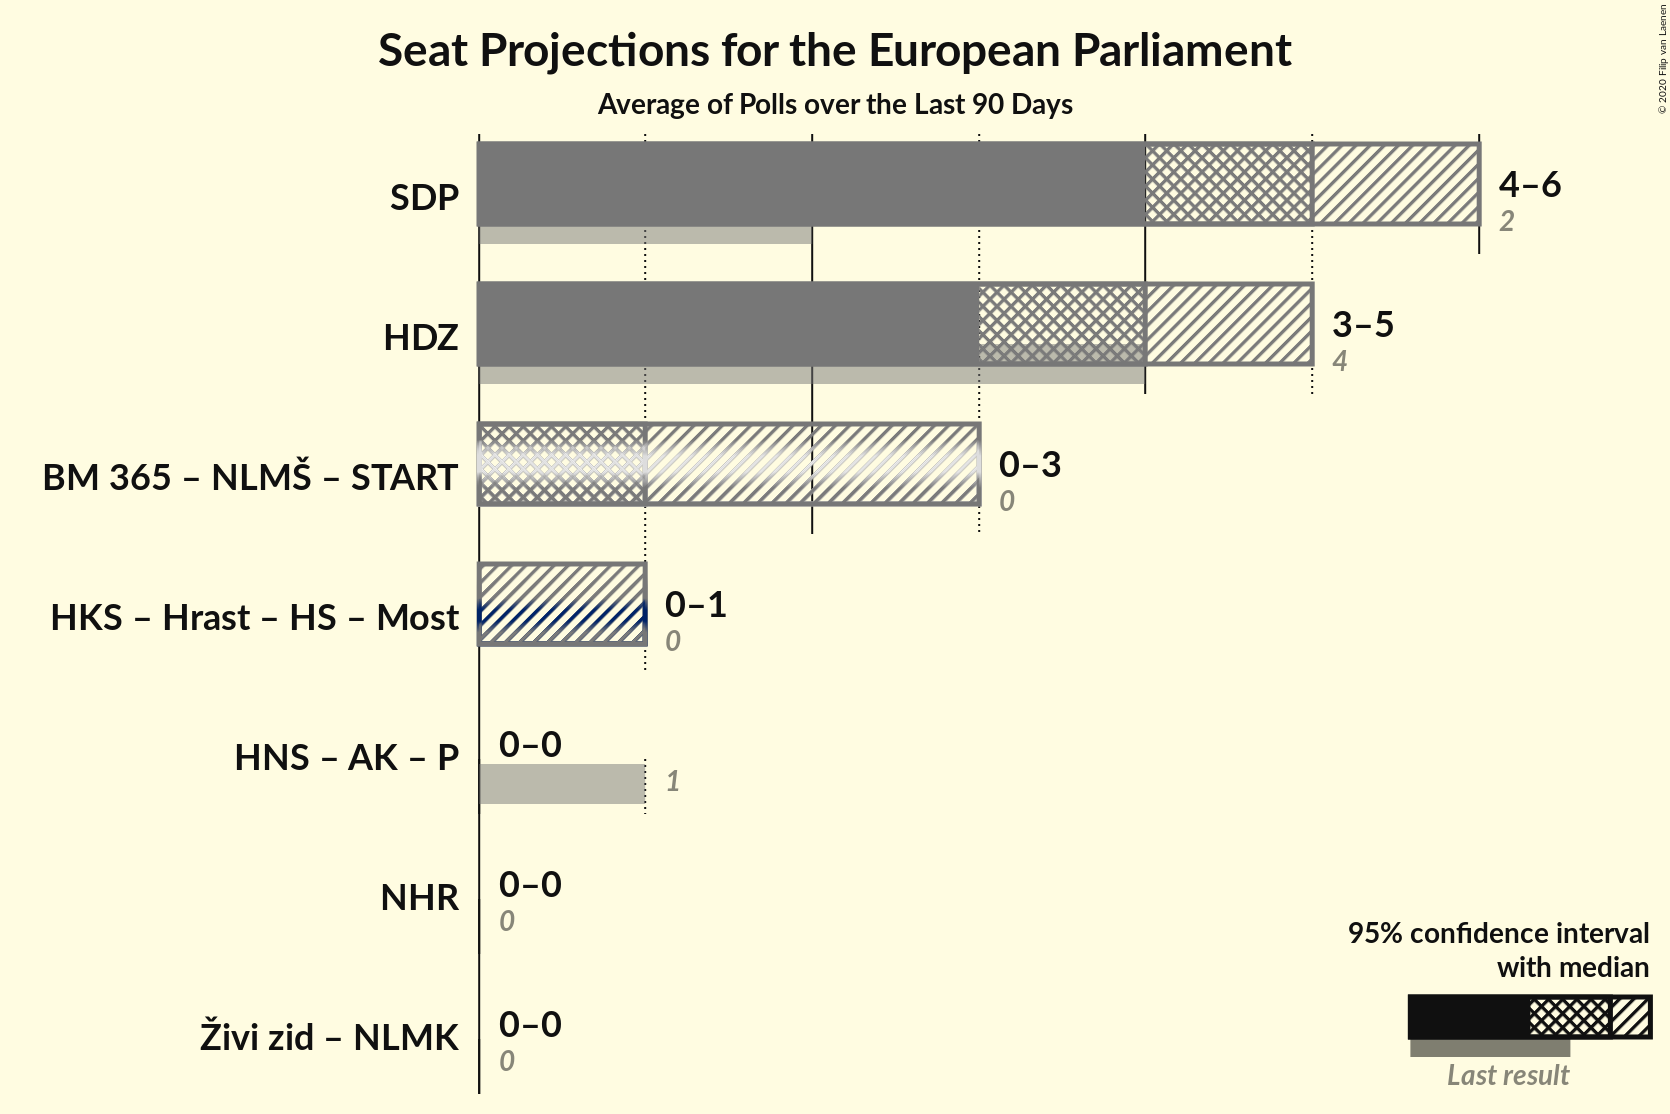 Seat Projections for the European Parliament
Average of Polls over the Last 90 Days
© 2020 Filip van Laenen
SDP
4–6
2
HDZ
3–5
4
BM 365 – NLMŠ – START
0–3
0
HKS – Hrast – HS – Most
0–1
0
HNS – AK – P
0–0
1
NHR
0–0
0
Živi zid – NLMK
0–0
0
95% confidence interval
with median
Last result